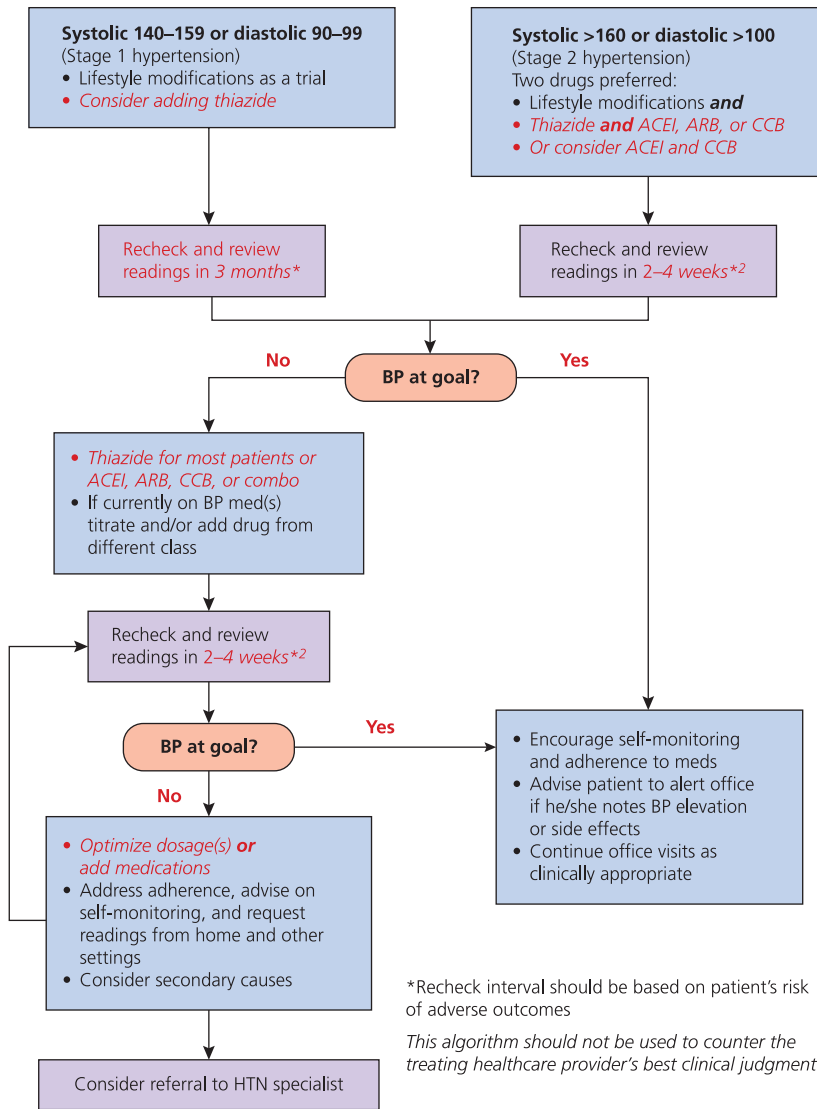 Systolic 140–159 or diastolic 90–99
(Stage 1 hypertension)
• Lifestyle modifications as a trial
• Consider adding thiazide
Systolic >160 or diastolic >100
(Stage 2 hypertension)
Two drugs preferred:
• Lifestyle modifications and
• Thiazide and ACEI, ARB, or CCB
• Or consider ACEI and CCB
Recheck and review
readings in 3 months*
Recheck and review
readings in 2–4 weeks*2
No
BP at goal?
Yes
• Thiazide for most patients or
ACEI, ARB, CCB, or combo
• If currently on BP med(s)
titrate and/or add drug from
different class
Recheck and review
readings in 2–4 weeks*2
BP at goal?
Yes
No
• Encourage self-monitoring
and adherence to meds
• Advise patient to alert office
if he/she notes BP elevation
or side effects
• Continue office visits as
clinically appropriate
• Optimize dosage(s) or
add medications
• Address adherence, advise on
self-monitoring, and request
readings from home and other
settings
• Consider secondary causes
*Recheck interval should be based on patient's risk
of adverse outcomes
This algorithm should not be used to counter the
treating healthcare provider's best clinical judgment
Consider referral to HTN specialist